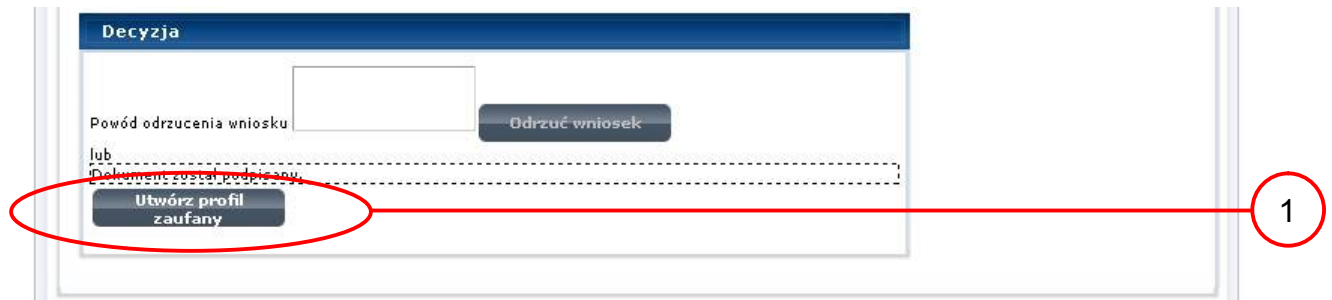 Decyzja
Powód odrzucenia wniosku
Odrzuć wniosek
lub
Dokument został podpisany.
Utwórz profil
zaufany
1